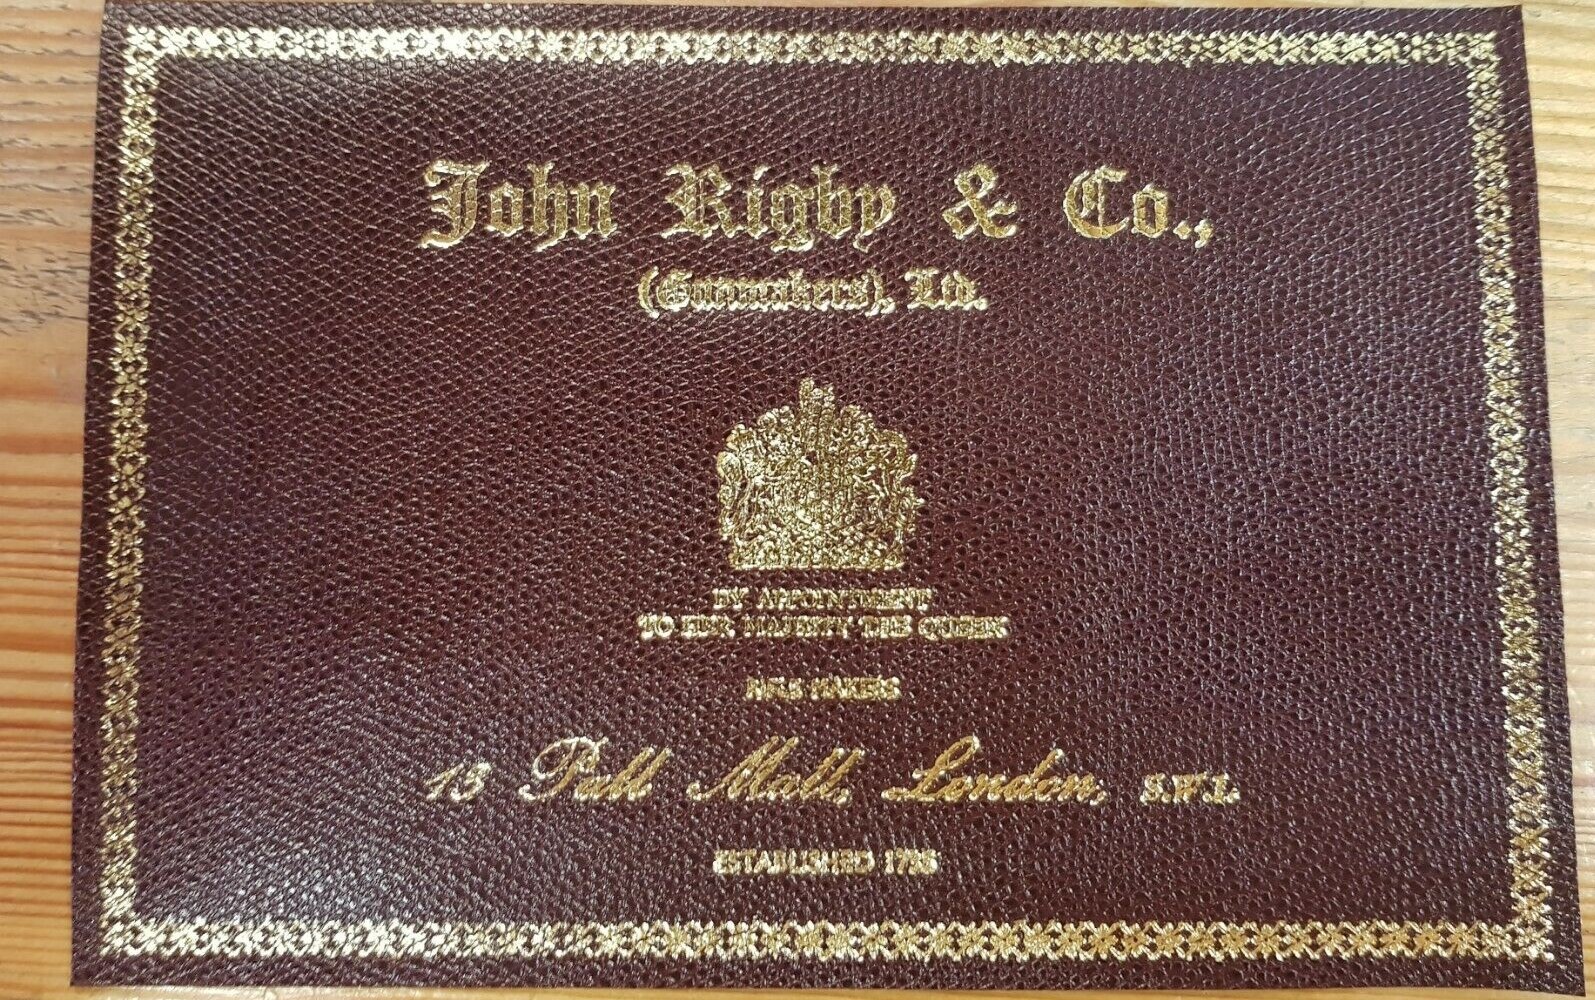 John Rigby & Co.,
(Gunmakers), Ltd.
BY APPOINTMENT
TO HER MAJESTY THE QUEEN
RIFLE MAKERS
13 Pall Mall, London, S.W.1.
ESTABLISHED 1735